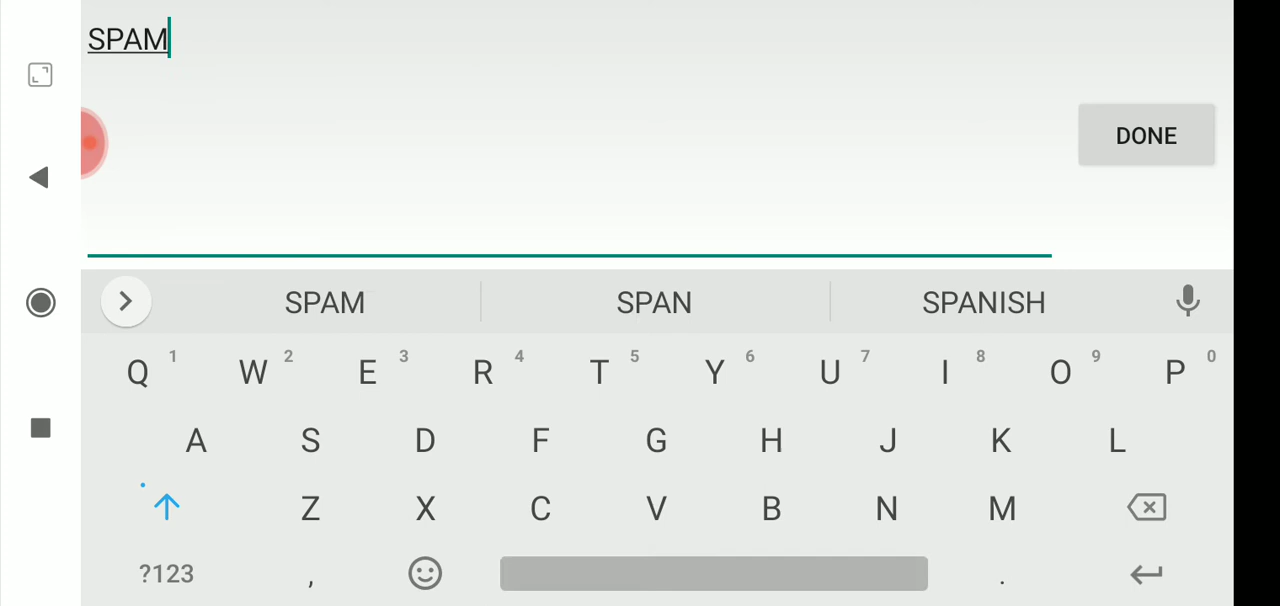 SPAM
DONE
SPAM SPAN SPANISH
Q 1 W 2 E 3 R 4 T 5 Y 6 U 7 I 8 O 9 P 0
A S D F G H J K L
Z X C V B N M
?123 , .